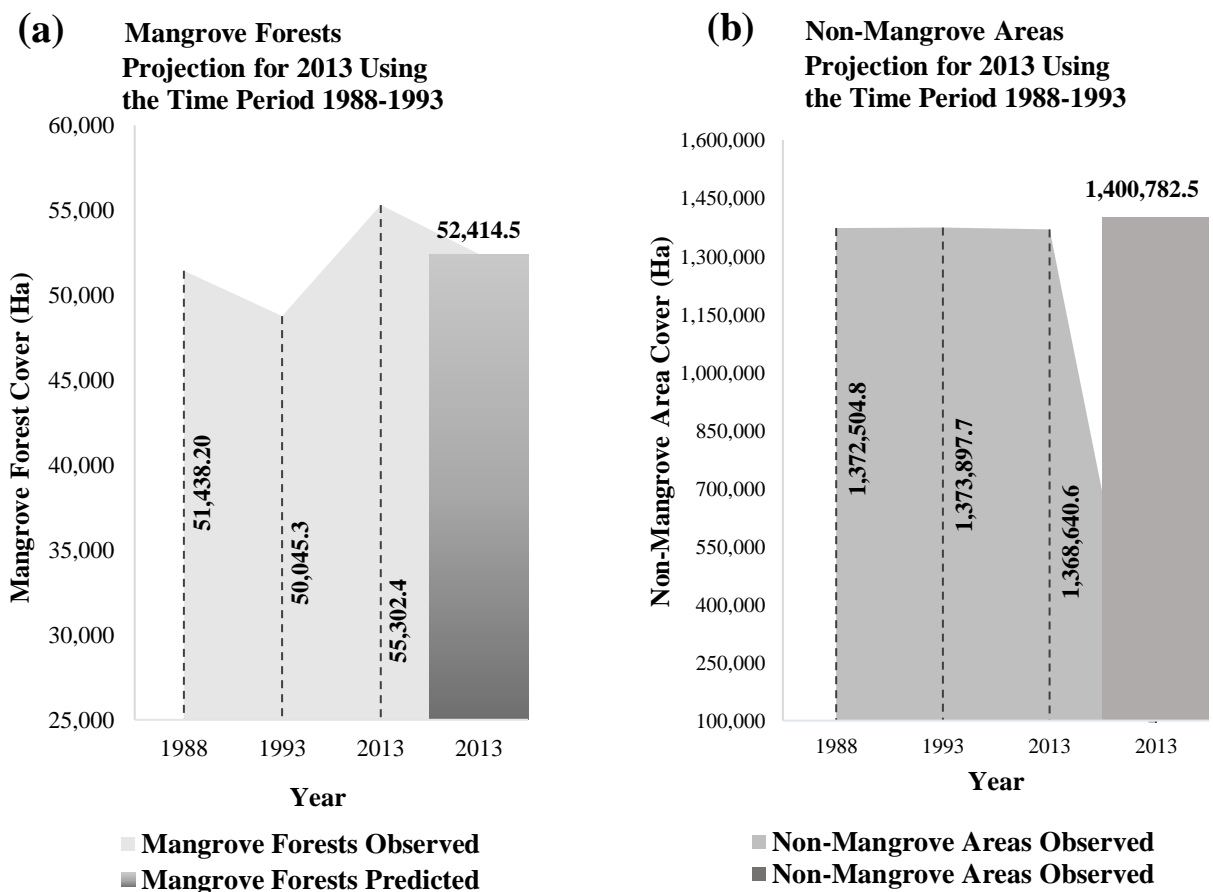 (a)
Mangrove Forests
Projection for 2013 Using
the Time Period 1988-1993
60,000
55,000
50,000
45,000
40,000
35,000
30,000
25,000
Mangrove Forest Cover (Ha)
51,438.20
50,045.3
55,302.4
52,414.5
1988 1993 2013 2013
Year
Mangrove Forests Observed
Mangrove Forests Predicted
(b)
Non-Mangrove Areas
Projection for 2013 Using
the Time Period 1988-1993
1,600,000
1,450,000
1,300,000
1,150,000
1,000,000
850,000
700,000
550,000
400,000
250,000
100,000
Non-Mangrove Area Cover (Ha)
1,372,504.8
1,373,897.7
1,368,640.6
1,400,782.5
1988 1993 2013 2013
Year
Non-Mangrove Areas Observed
Non-Mangrove Areas Observed